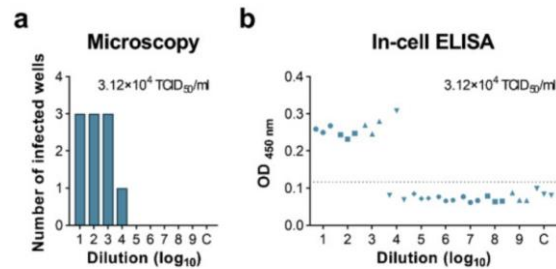 a
Microscopy
Number of infected wells
4
3
2
1
0
3.12×10⁴ TCID₅₀/ml
1 2 3 4 5 6 7 8 9 C
Dilution (log₁₀)
b
In-cell ELISA
OD 450 nm
0.4
0.3
0.2
0.1
0.0
3.12×10⁴ TCID₅₀/ml
1 2 3 4 5 6 7 8 9 C
Dilution (log₁₀)